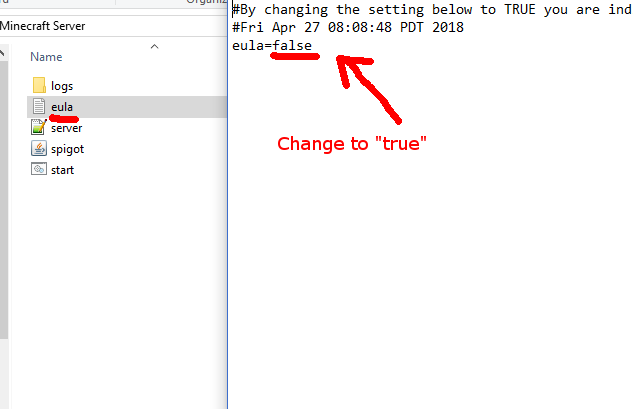 Organiz
Minecraft Server
Name
logs
eula
server
spigot
start
#By changing the setting below to TRUE you are ind
#Fri Apr 27 08:08:48 PDT 2018
eula=false
Change to "true"